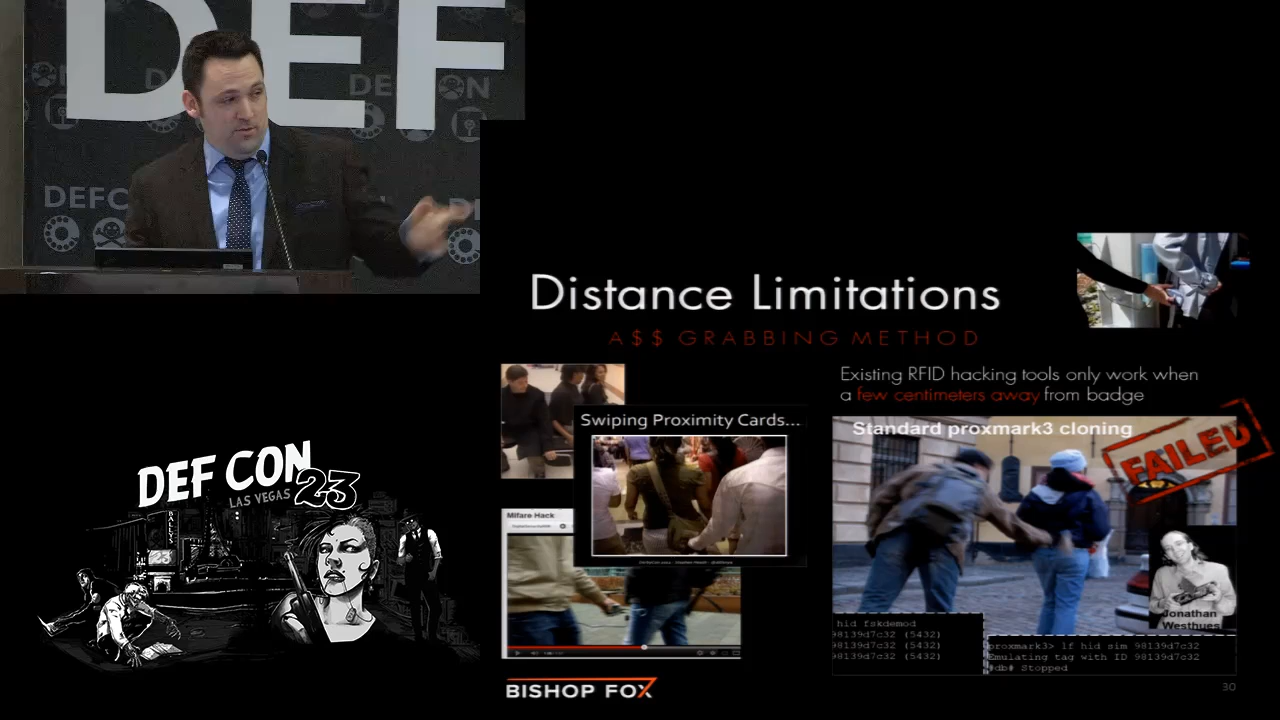 DEF
DEFC
DEF CON
LAS VEGAS 23
BALLYS
Distance Limitations
A$$ GRABBING METHOD
Existing RFID hacking tools only work when
a few centimeters away from badge
Swiping Proximity Cards...
Mifare Hack
Standard proxmark3 cloning
FAILED
Jonathan
Westhues
hid fskdemod
98139d7c32 (5432)
98139d7c32 (5432)
98139d7c32 (5432)
proxmark3> lf hid sim 98139d7c32
Emulating tag with ID 98139d7c32
#db# Stopped
BISHOP FOX
30